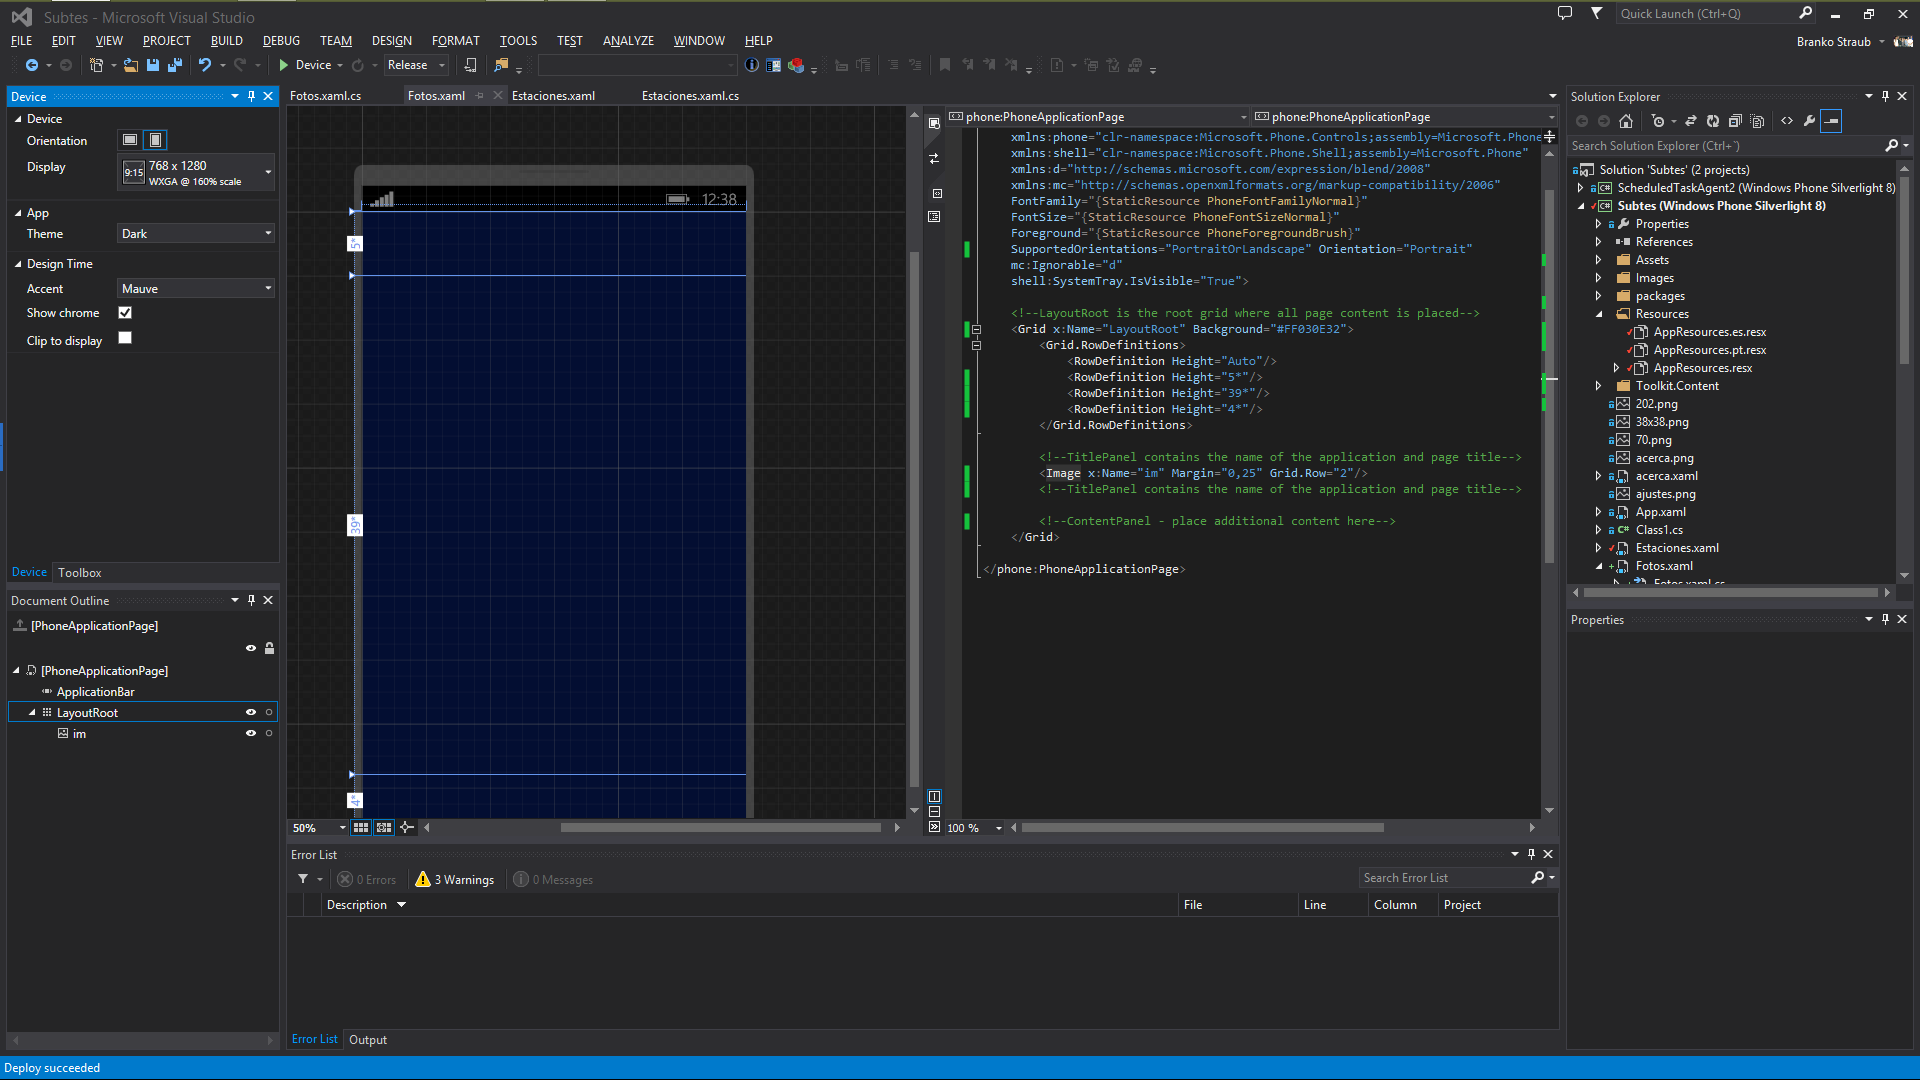 Subtes - Microsoft Visual Studio
Quick Launch (Ctrl+Q)
FILE EDIT VIEW PROJECT BUILD DEBUG TEAM DESIGN FORMAT TOOLS TEST ANALYZE WINDOW HELP
Branko Straub
Device Release
Device
Device
Orientation
Display
9:15
768 x 1280
WXGA @ 160% scale
App
Theme Dark
Design Time
Accent Mauve
Show chrome
Clip to display
Device Toolbox
Document Outline
[PhoneApplicationPage]
[PhoneApplicationPage]
ApplicationBar
LayoutRoot
im
Fotos.xaml.cs Fotos.xaml Estaciones.xaml Estaciones.xaml.cs
12:38
5*
39*
4*
50%
phone:PhoneApplicationPage phone:PhoneApplicationPage
xmlns:phone="clr-namespace:Microsoft.Phone.Controls;assembly=Microsoft.Phone
xmlns:shell="clr-namespace:Microsoft.Phone.Shell;assembly=Microsoft.Phone"
xmlns:d="http://schemas.microsoft.com/expression/blend/2008"
xmlns:mc="http://schemas.openxmlformats.org/markup-compatibility/2006"
FontFamily="{StaticResource PhoneFontFamilyNormal}"
FontSize="{StaticResource PhoneFontSizeNormal}"
Foreground="{StaticResource PhoneForegroundBrush}"
SupportedOrientations="PortraitOrLandscape" Orientation="Portrait"
mc:Ignorable="d"
shell:SystemTray.IsVisible="True">
<!--LayoutRoot is the root grid where all page content is placed-->
<Grid x:Name="LayoutRoot" Background="#FF030E32">
<Grid.RowDefinitions>
<RowDefinition Height="Auto"/>
<RowDefinition Height="5*"/>
<RowDefinition Height="39*"/>
<RowDefinition Height="4*"/>
</Grid.RowDefinitions>
<!--TitlePanel contains the name of the application and page title-->
<Image x:Name="im" Margin="0,25" Grid.Row="2"/>
<!--TitlePanel contains the name of the application and page title-->
<!--ContentPanel - place additional content here-->
</Grid>
</phone:PhoneApplicationPage>
100 %
Error List
0 Errors 3 Warnings 0 Messages
Search Error List
Description File Line Column Project
Error List Output
Solution Explorer
Search Solution Explorer (Ctrl+`)
Solution 'Subtes' (2 projects)
ScheduledTaskAgent2 (Windows Phone Silverlight 8)
Subtes (Windows Phone Silverlight 8)
Properties
References
Assets
Images
packages
Resources
AppResources.es.resx
AppResources.pt.resx
AppResources.resx
Toolkit.Content
202.png
38x38.png
70.png
acerca.png
acerca.xaml
ajustes.png
App.xaml
Class1.cs
Estaciones.xaml
Fotos.xaml
Fotos.xaml.cs
Properties
Deploy succeeded